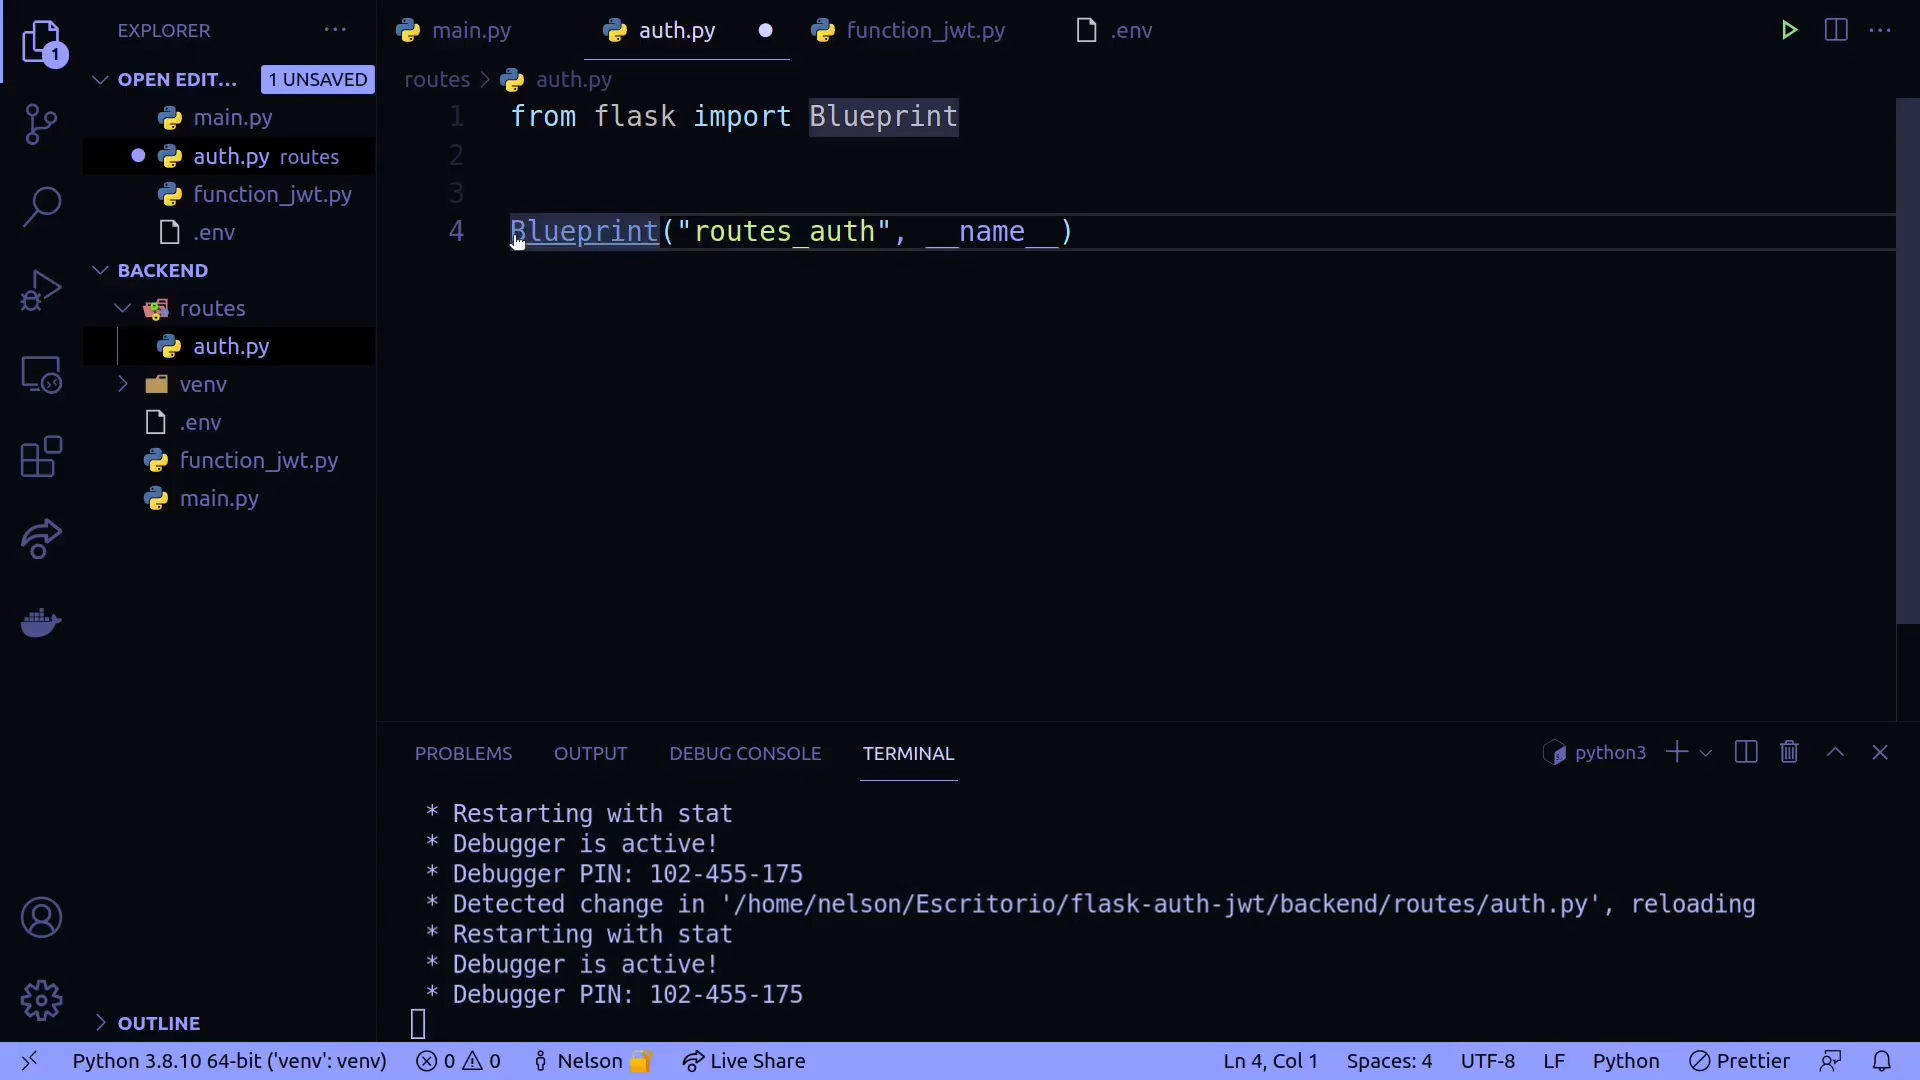 EXPLORER
OPEN EDIT... 1 UNSAVED
main.py
auth.py routes
function_jwt.py
.env
BACKEND
routes
auth.py
venv
.env
function_jwt.py
main.py
OUTLINE
1
main.py auth.py function_jwt.py .env
routes > auth.py
1 from flask import Blueprint
2
3
4 Blueprint("routes_auth", __name__)
PROBLEMS OUTPUT DEBUG CONSOLE TERMINAL python3
* Restarting with stat
* Debugger is active!
* Debugger PIN: 102-455-175
* Detected change in '/home/nelson/Escritorio/flask-auth-jwt/backend/routes/auth.py', reloading
* Restarting with stat
* Debugger is active!
* Debugger PIN: 102-455-175
Python 3.8.10 64-bit ('venv': venv) 0 0 Nelson 🔐 Live Share Ln 4, Col 1 Spaces: 4 UTF-8 LF Python Prettier